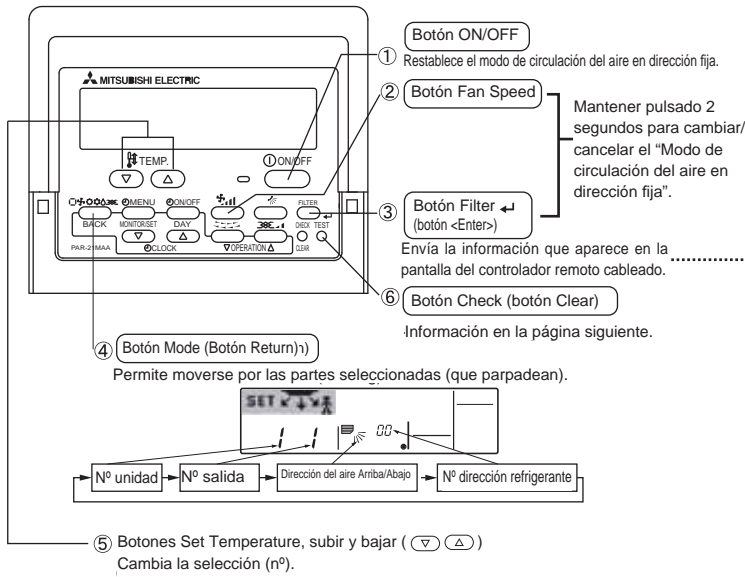 ① Botón ON/OFF
Restablece el modo de circulación del aire en dirección fija.
MITSUBISHI ELECTRIC
② Botón Fan Speed
Mantener pulsado 2
segundos para cambiar/
cancelar el “Modo de
circulación del aire en
dirección fija”.
TEMP.
ON/OFF
MENU
ON/OFF
FILTER
BACK
MONITOR/SET
DAY
CHECK
TEST
PAR-21MAA
CLOCK
OPERATION
CLEAR
③ Botón Filter ↵
(botón <Enter>)
Envía la información que aparece en la
pantalla del controlador remoto cableado.
⑥ Botón Check (botón Clear)
Información en la página siguiente.
④ Botón Mode (Botón Return)
Permite moverse por las partes seleccionadas (que parpadean).
SET
1 1 00
Nº unidad
Nº salida
Dirección del aire Arriba/Abajo
Nº dirección refrigerante
⑤ Botones Set Temperature, subir y bajar ( ▽ △ )
Cambia la selección (nº).